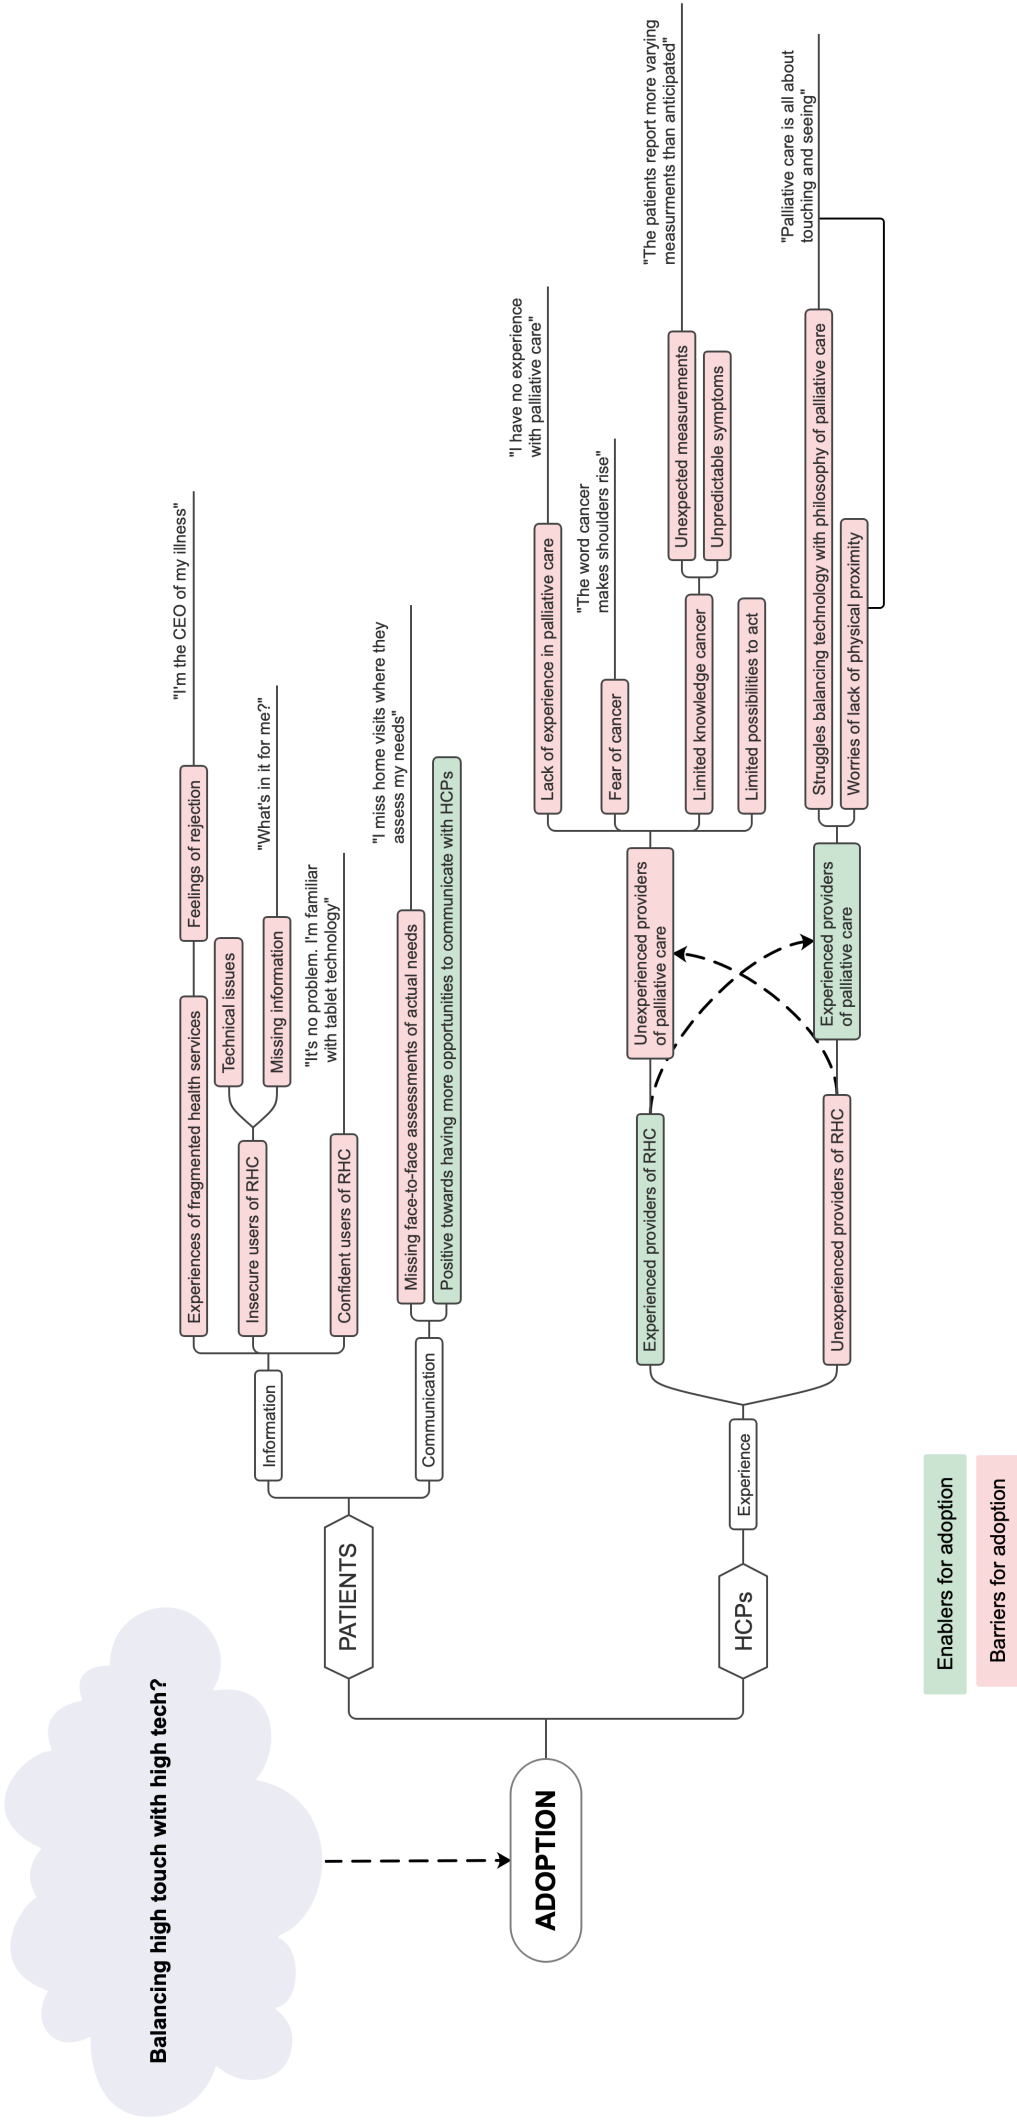 Balancing high touch with high tech?
ADOPTION
PATIENTS
Information
Experiences of fragmented health services
Feelings of rejection
"I'm the CEO of my illness"
Insecure users of RHC
Technical issues
Missing information
"What's in it for me?"
Confident users of RHC
"It's no problem. I'm familiar
with tablet technology"
Communication
Missing face-to-face assessments of actual needs
"I miss home visits where they
assess my needs"
Positive towards having more opportunities to communicate with HCPs
HCPs
Experience
Experienced providers of RHC
Unexperienced providers
of palliative care
Lack of experience in palliative care
"I have no experience
with palliative care"
Fear of cancer
"The word cancer
makes shoulders rise"
Limited knowledge cancer
Unexpected measurements
"The patients report more varying
measurments than anticipated"
Unpredictable symptoms
Limited possibilities to act
Unexperienced providers of RHC
Experienced providers
of palliative care
Struggles balancing technology with philosophy of palliative care
"Palliative care is all about
touching and seeing"
Worries of lack of physical proximity
Enablers for adoption
Barriers for adoption